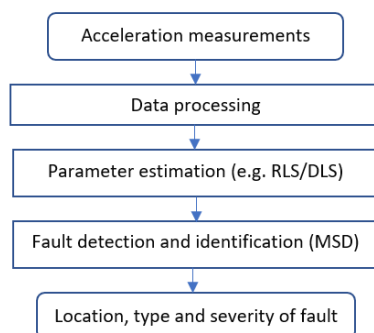 Acceleration measurements
Data processing
Parameter estimation (e.g. RLS/DLS)
Fault detection and identification (MSD)
Location, type and severity of fault